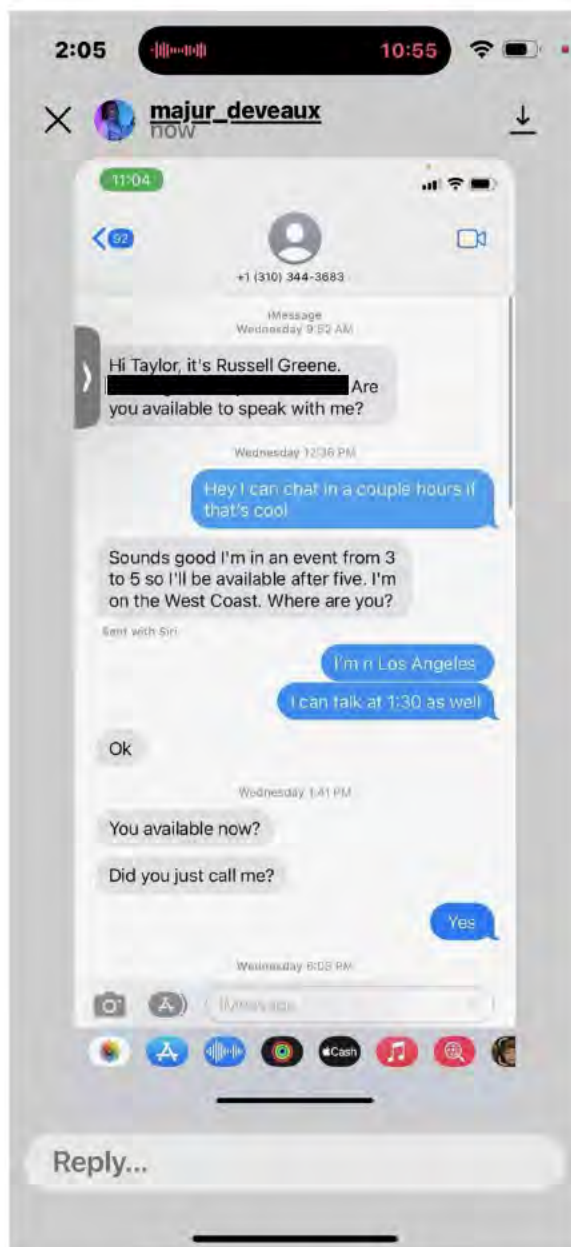 2:05
10:55
majur_deveaux
now
11:04
92
+1 (310) 344-3683
iMessage
Wednesday 9:52 AM
Hi Taylor, it's Russell Greene.
Are
you available to speak with me?
Wednesday 12:36 PM
Hey I can chat in a couple hours if
that's cool
Sounds good I'm in an event from 3
to 5 so I'll be available after five. I'm
on the West Coast. Where are you?
Sent with Siri
I'm n Los Angeles
I can talk at 1:30 as well
Ok
Wednesday 1:41 PM
You available now?
Did you just call me?
Yes
Wednesday 6:05 PM
iMessage
Cash
Reply...